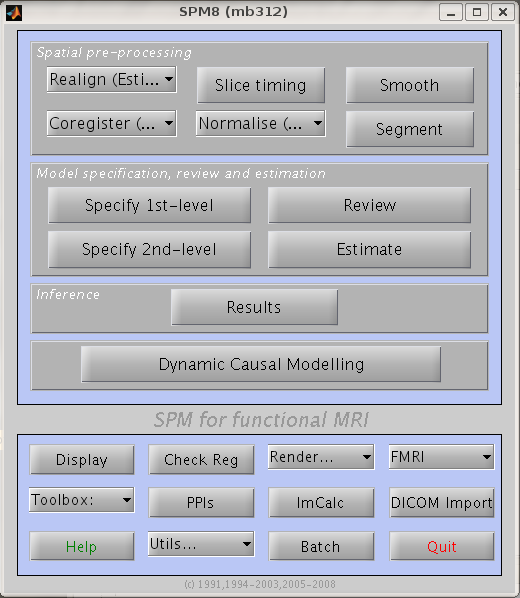 SPM8 (mb312)
Spatial pre-processing
Realign (Esti...
Slice timing
Smooth
Coregister (...
Normalise (...
Segment
Model specification, review and estimation
Specify 1st-level
Review
Specify 2nd-level
Estimate
Inference
Results
Dynamic Causal Modelling
SPM for functional MRI
Display
Check Reg
Render...
FMRI
Toolbox:
PPIs
ImCalc
DICOM Import
Help
Utils...
Batch
Quit
(c) 1991,1994-2003,2005-2008